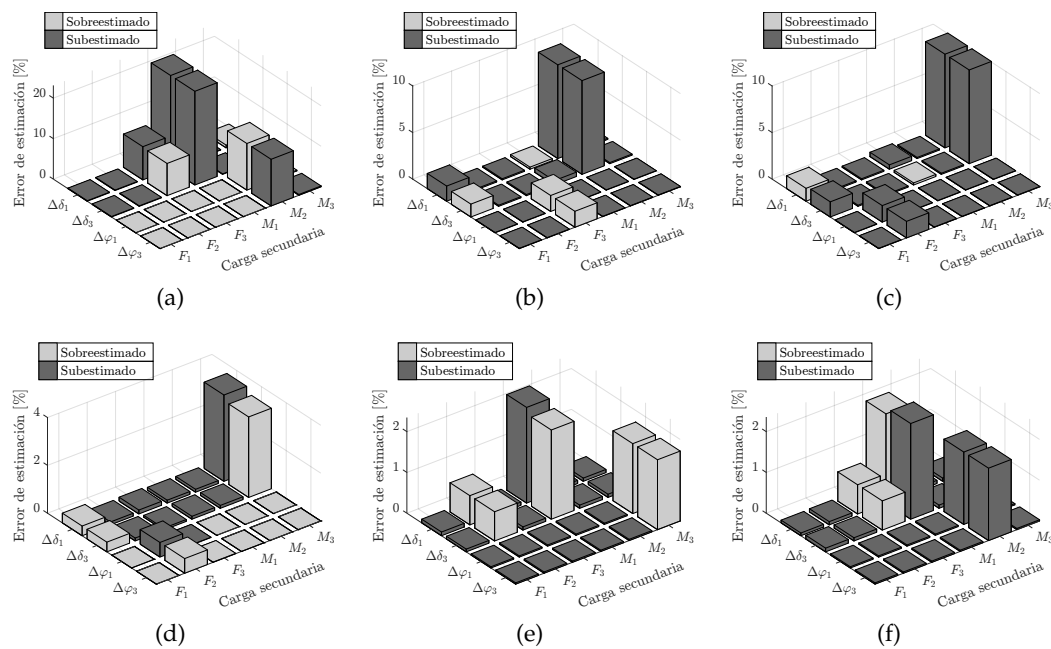 Sobreestimado
Subestimado
Error de estimación [%]
20
10
0
Δδ1
Δδ3
Δφ1
Δφ3
F1
F2
F3
M1
M2
M3
Carga secundaria
(a)
Sobreestimado
Subestimado
Error de estimación [%]
10
5
0
Δδ1
Δδ3
Δφ1
Δφ3
F1
F2
F3
M1
M2
M3
Carga secundaria
(b)
Sobreestimado
Subestimado
Error de estimación [%]
10
5
0
Δδ1
Δδ3
Δφ1
Δφ3
F1
F2
F3
M1
M2
M3
Carga secundaria
(c)
Sobreestimado
Subestimado
Error de estimación [%]
4
2
0
Δδ1
Δδ3
Δφ1
Δφ3
F1
F2
F3
M1
M2
M3
Carga secundaria
(d)
Sobreestimado
Subestimado
Error de estimación [%]
2
1
0
Δδ1
Δδ3
Δφ1
Δφ3
F1
F2
F3
M1
M2
M3
Carga secundaria
(e)
Sobreestimado
Subestimado
Error de estimación [%]
2
1
0
Δδ1
Δδ3
Δφ1
Δφ3
F1
F2
F3
M1
M2
M3
Carga secundaria
(f)